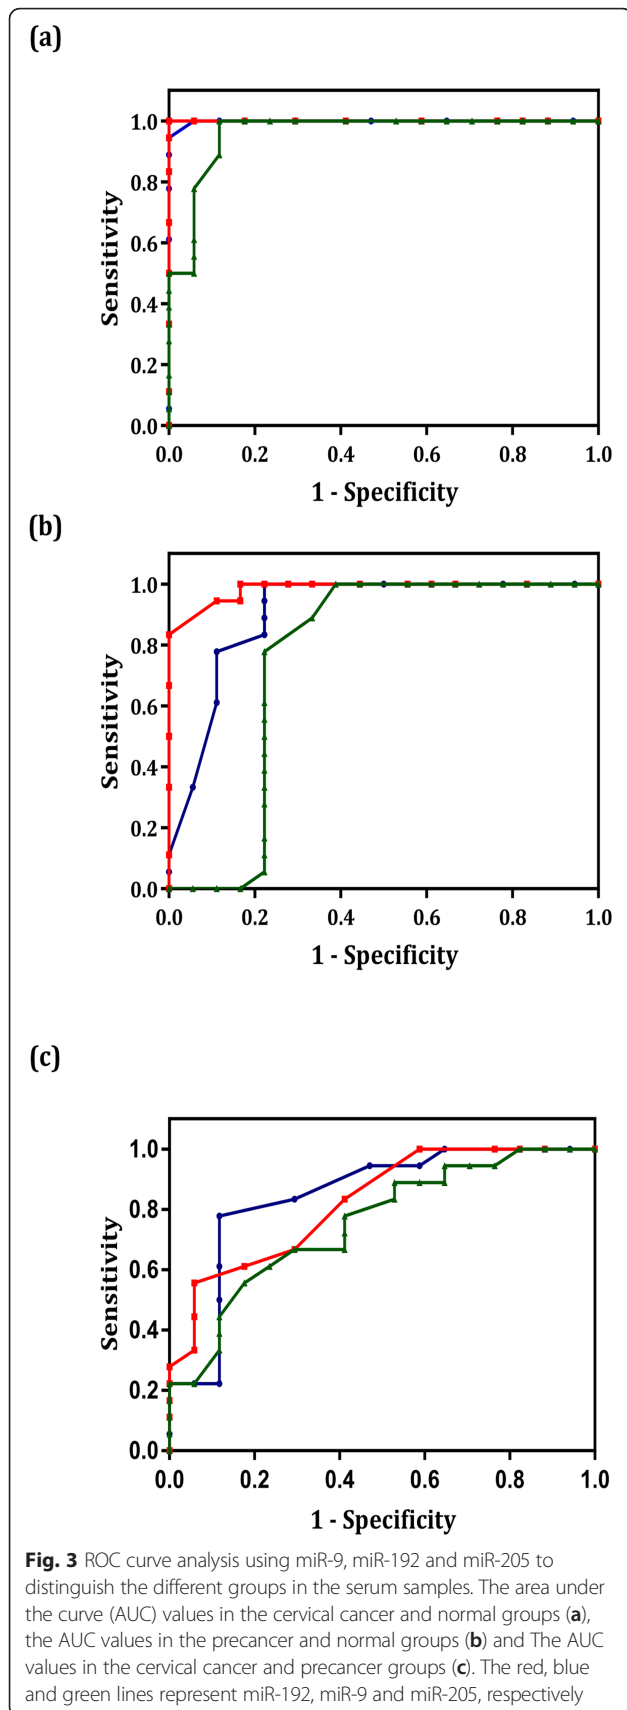 (a)
1.0
0.8
0.6
0.4
0.2
0.0
Sensitivity
0.0 0.2 0.4 0.6 0.8 1.0
1 - Specificity
(b)
1.0
0.8
0.6
0.4
0.2
0.0
Sensitivity
0.0 0.2 0.4 0.6 0.8 1.0
1 - Specificity
(c)
1.0
0.8
0.6
0.4
0.2
0.0
Sensitivity
0.0 0.2 0.4 0.6 0.8 1.0
1 - Specificity
Fig. 3 ROC curve analysis using miR-9, miR-192 and miR-205 to
distinguish the different groups in the serum samples. The area under
the curve (AUC) values in the cervical cancer and normal groups (a),
the AUC values in the precancer and normal groups (b) and The AUC
values in the cervical cancer and precancer groups (c). The red, blue
and green lines represent miR-192, miR-9 and miR-205, respectively